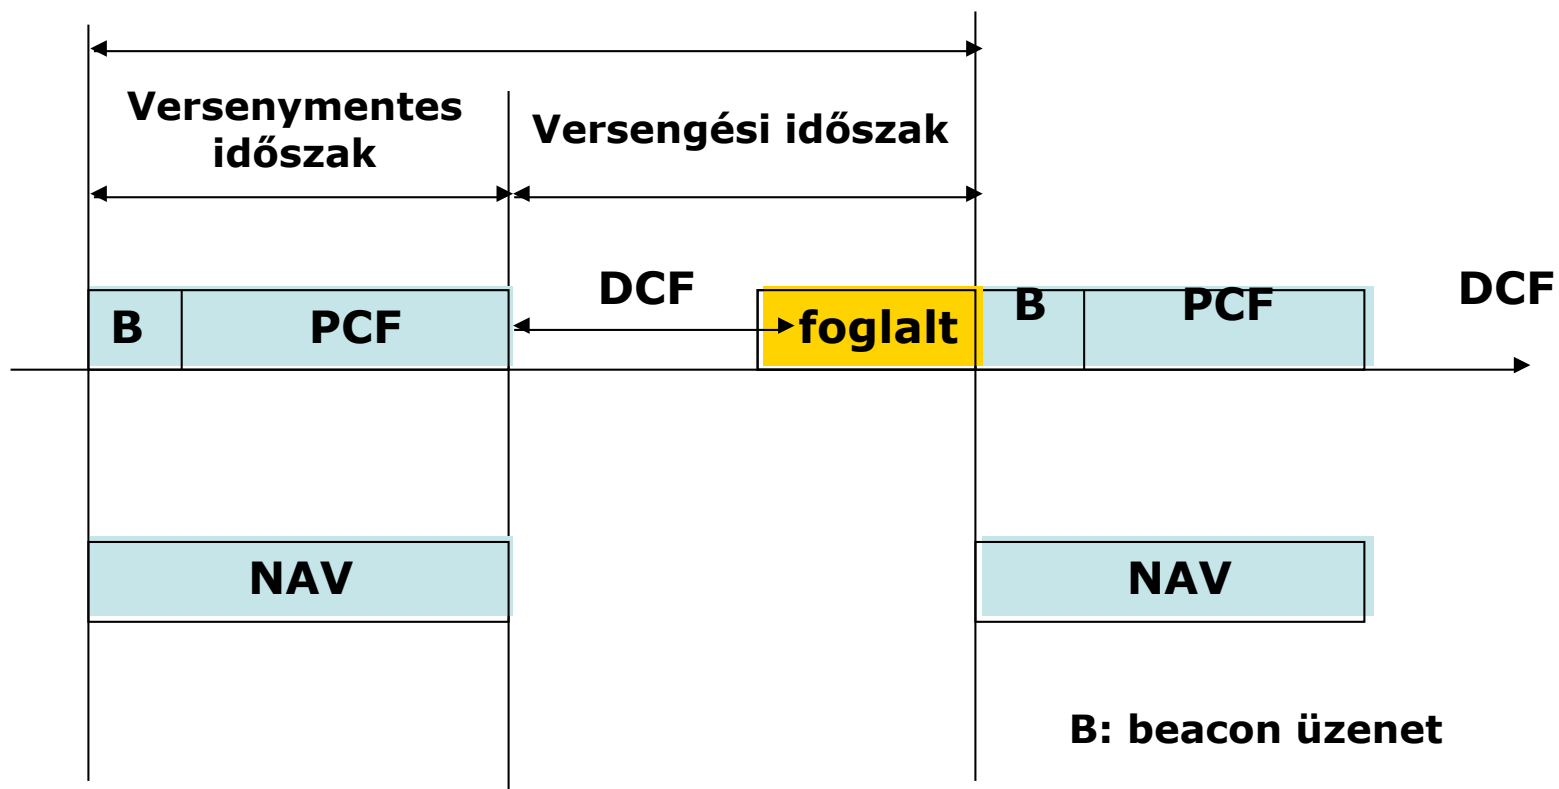 Versenymentes
időszak
Versengési időszak
B
PCF
DCF
foglalt
B
PCF
DCF
NAV
NAV
B: beacon üzenet